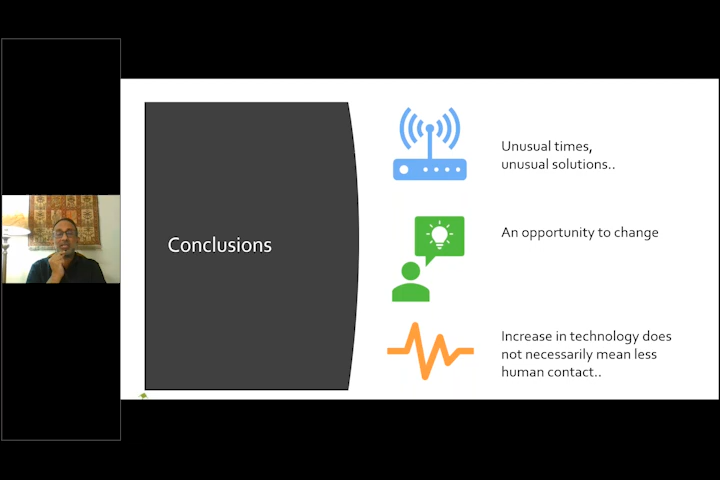 Conclusions
Unusual times,
unusual solutions..
An opportunity to change
Increase in technology does
not necessarily mean less
human contact..